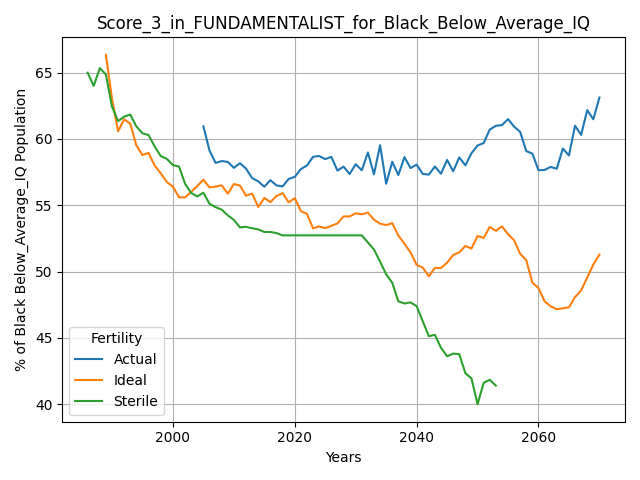 Score_3_in_FUNDAMENTALIST_for_Black_Below_Average_IQ
% of Black Below_Average_IQ Population
65
60
55
50
45
40
Fertility
Actual
Ideal
Sterile
2000 2020 2040 2060
Years